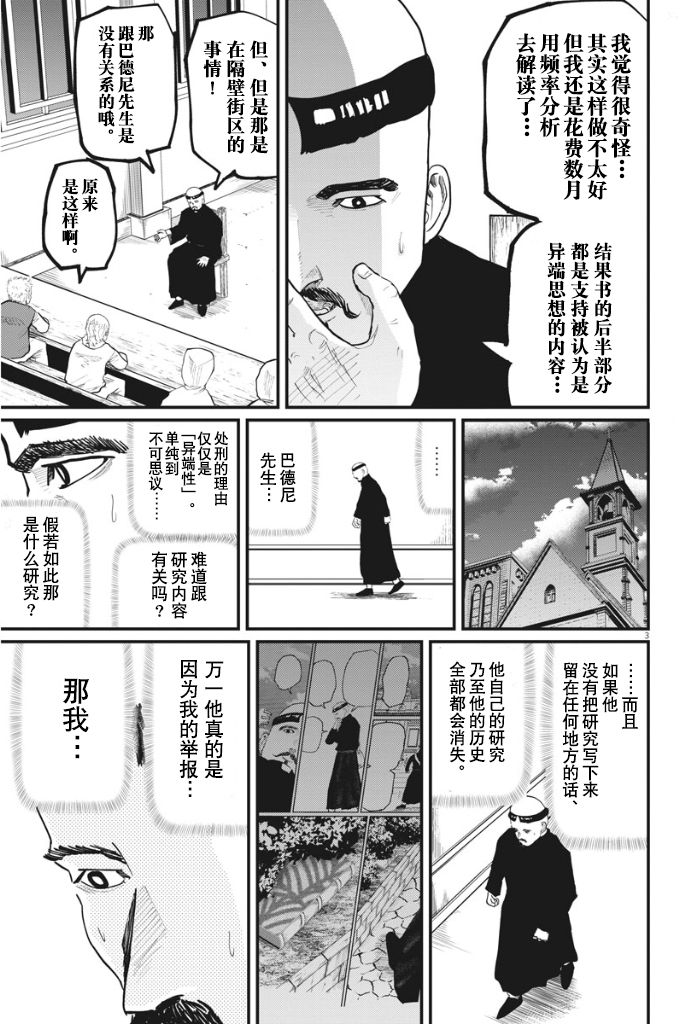 我觉得很奇怪…
其实这样做不太好
但我还是花费数月
用频率分析
去解读了…
结果书的后半部分
都是支持被认为是
异端思想的内容…
但、但是那是
在隔壁街区的
事情！
那
跟巴德尼先生是
没有关系的哦。
原来
是这样啊。
3
巴德尼
先生…
……
处刑的理由
仅仅是
「异端性」。
单纯到
不可思议……
难道跟
研究内容
有关吗？
假若如此那
是什么研究？
……而且
如果他
没有把研究写下来
留在任何地方的话、
他自己的研究
乃至他的历史
全部都会消失。
万一他真的是
因为我的举报…
那我…